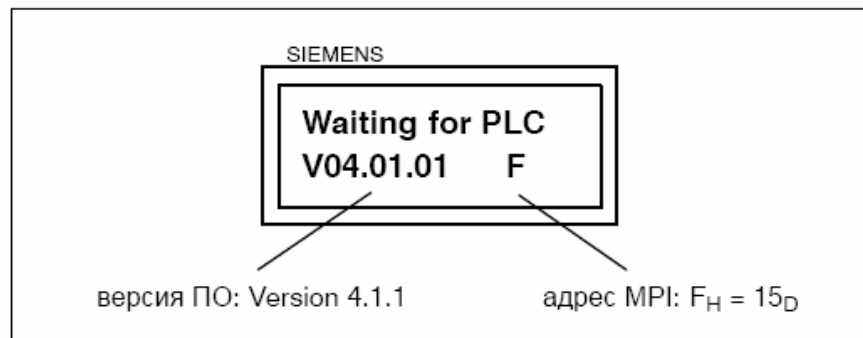 SIEMENS
Waiting for PLC
V04.01.01 F
версия ПО: Version 4.1.1 адрес MPI: FH = 15D